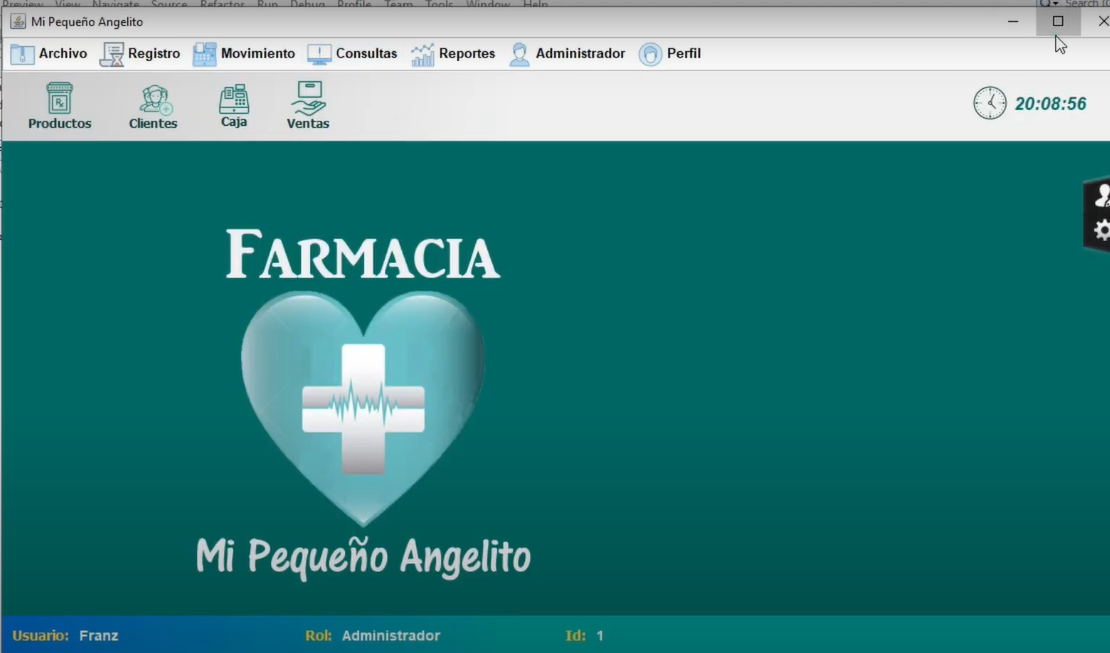 Preview View Navigate Source Refactor Run Debug Profile Team Tools Window Help
Search
Mi Pequeño Angelito
Archivo Registro Movimiento Consultas Reportes Administrador Perfil
Productos Clientes Caja Ventas
20:08:56
Rx
FARMACIA
Mi Pequeño Angelito
Usuario: Franz Rol: Administrador Id: 1